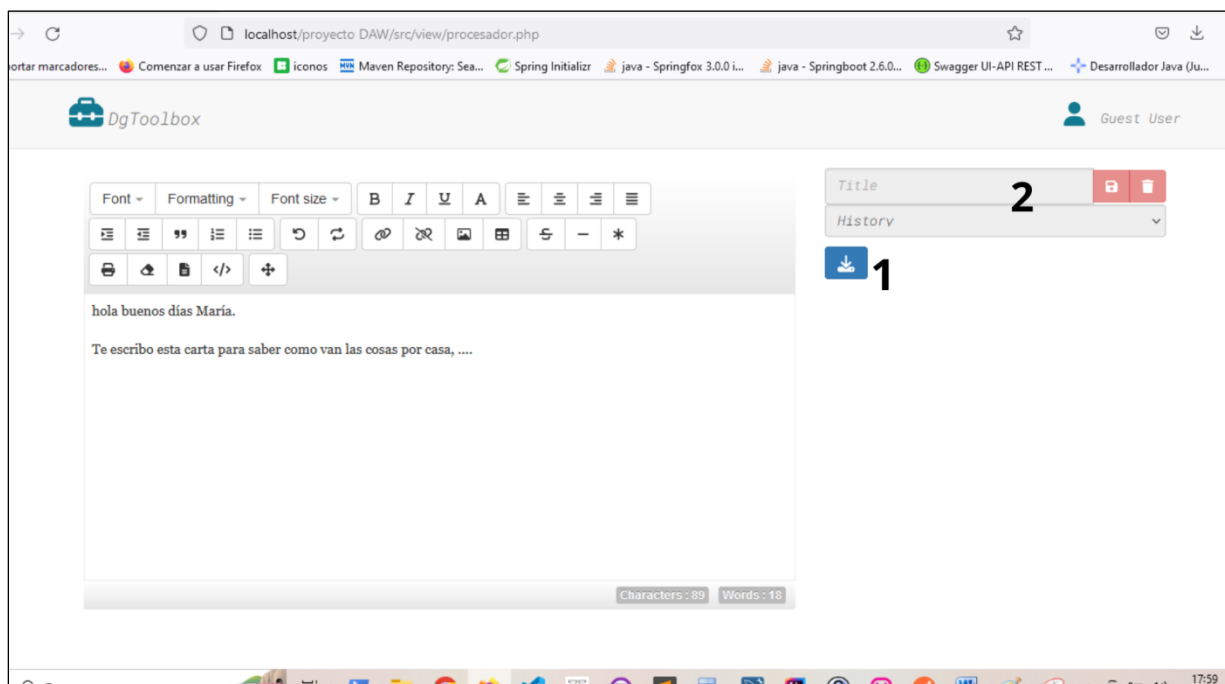 localhost/proyecto DAW/src/view/procesador.php
ortar marcadores... Comenzar a usar Firefox iconos Maven Repository: Sea... Spring Initializr java - Springfox 3.0.0 i... java - Springboot 2.6.0... Swagger UI-API REST ... Desarrollador Java (Ju...
DgToolbox Guest User
Font Formatting Font size B I U A
Title 2
History
1
hola buenos días María.
Te escribo esta carta para saber como van las cosas por casa, ....
Characters : 89 Words : 18
17:59